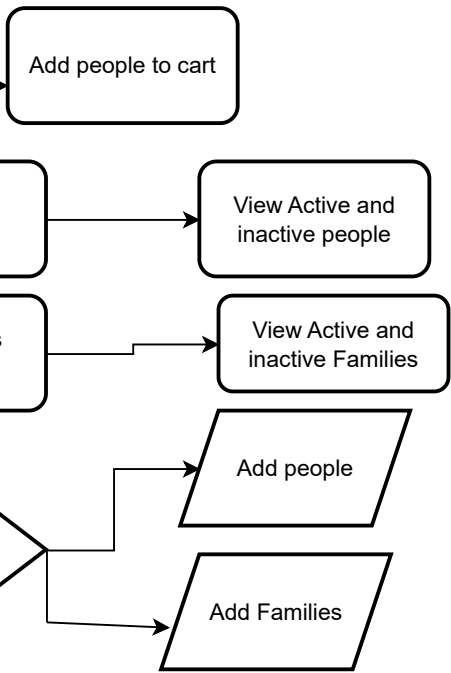 Add people to cart
View Active and
inactive people
View Active and
inactive Families
Add people
Add Families